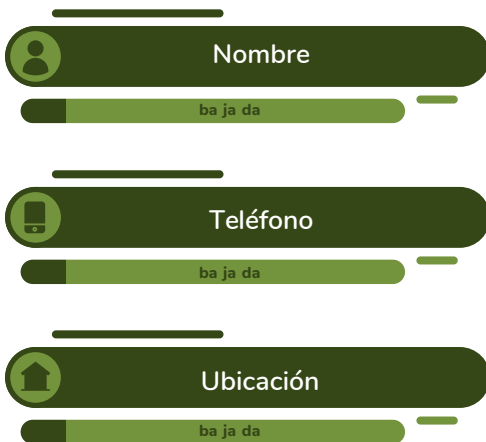 Nombre
ba ja da
Teléfono
ba ja da
Ubicación
ba ja da